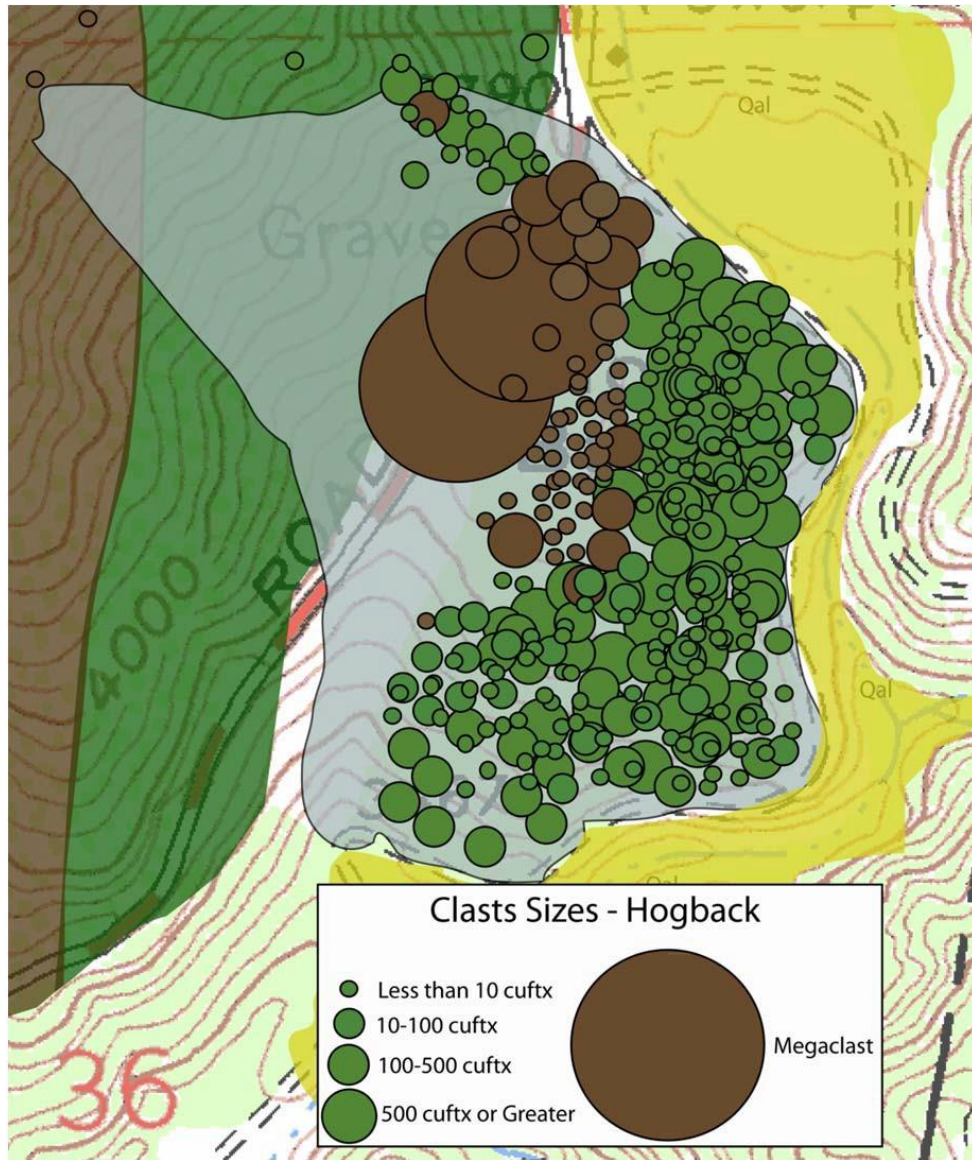 Qal
Grave
ROAD
4000
Qal
Qal
36
Clasts Sizes - Hogback
Less than 10 cuftx
10-100 cuftx
100-500 cuftx
500 cuftx or Greater
Megaclast